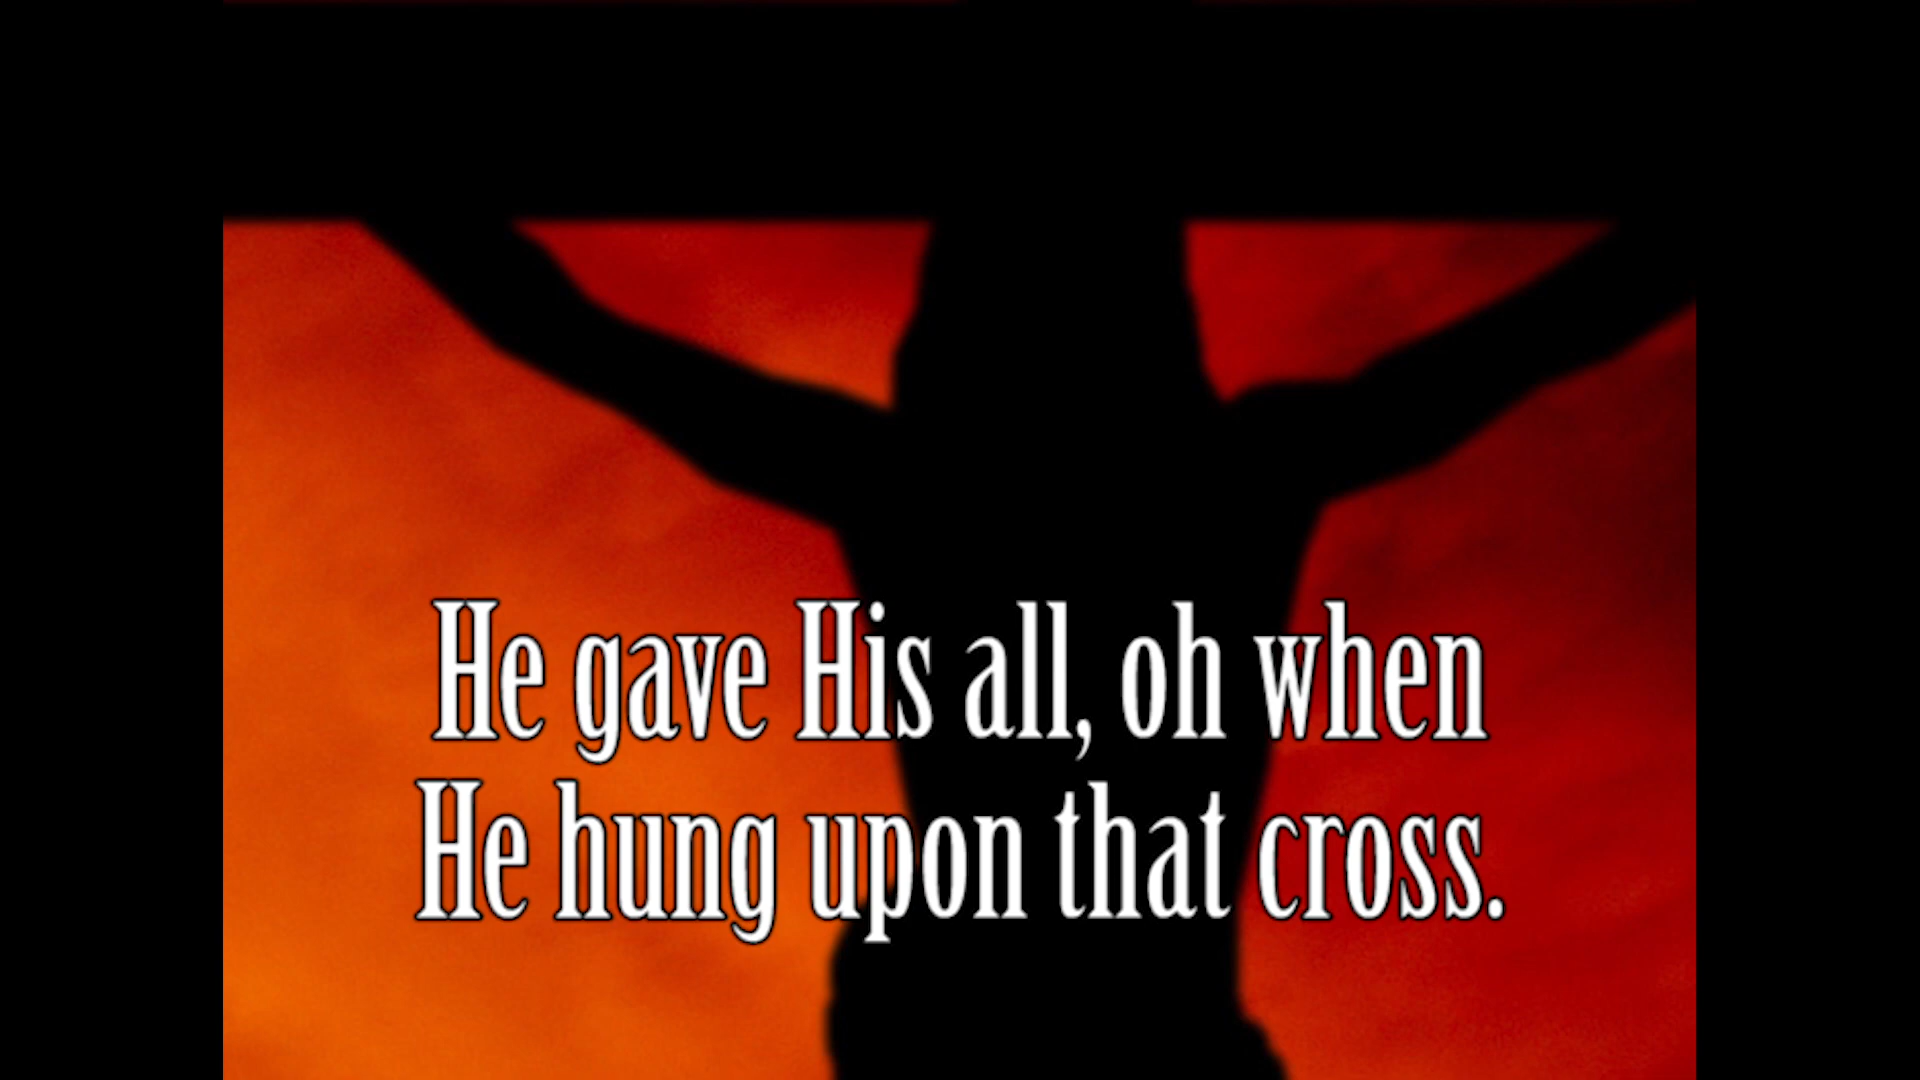 He gave His all, oh when
He hung upon that cross.